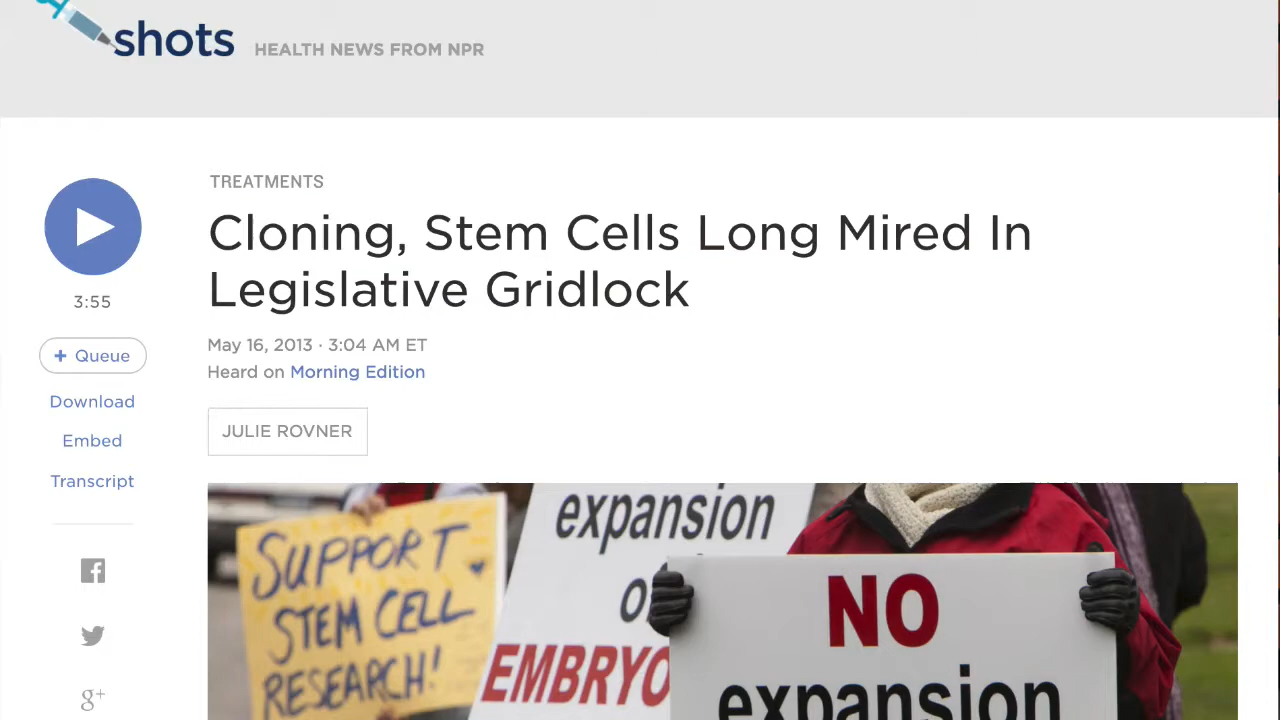 shots HEALTH NEWS FROM NPR
TREATMENTS
Cloning, Stem Cells Long Mired In
Legislative Gridlock
3:55
May 16, 2013 · 3:04 AM ET
+ Queue
Heard on Morning Edition
Download
JULIE ROVNER
Embed
Transcript
g+
SUPPORT
STEM CELL
RESEARCH!
expansion
EMBRYO
NO
expansion